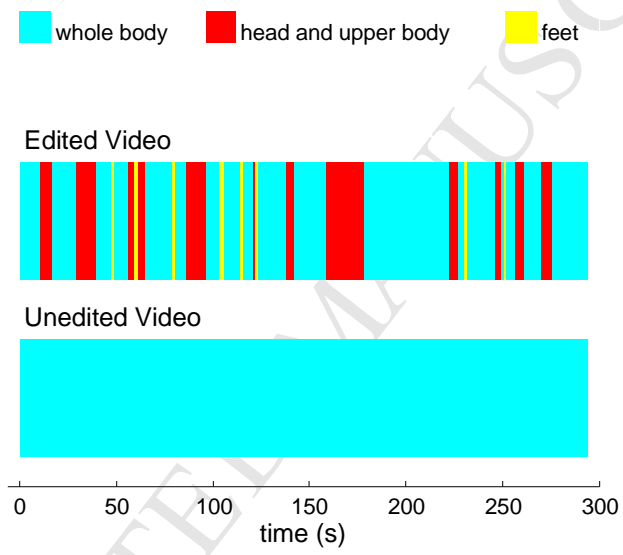 whole body head and upper body feet
Edited Video
Unedited Video
0 50 100 150 200 250 300
time (s)